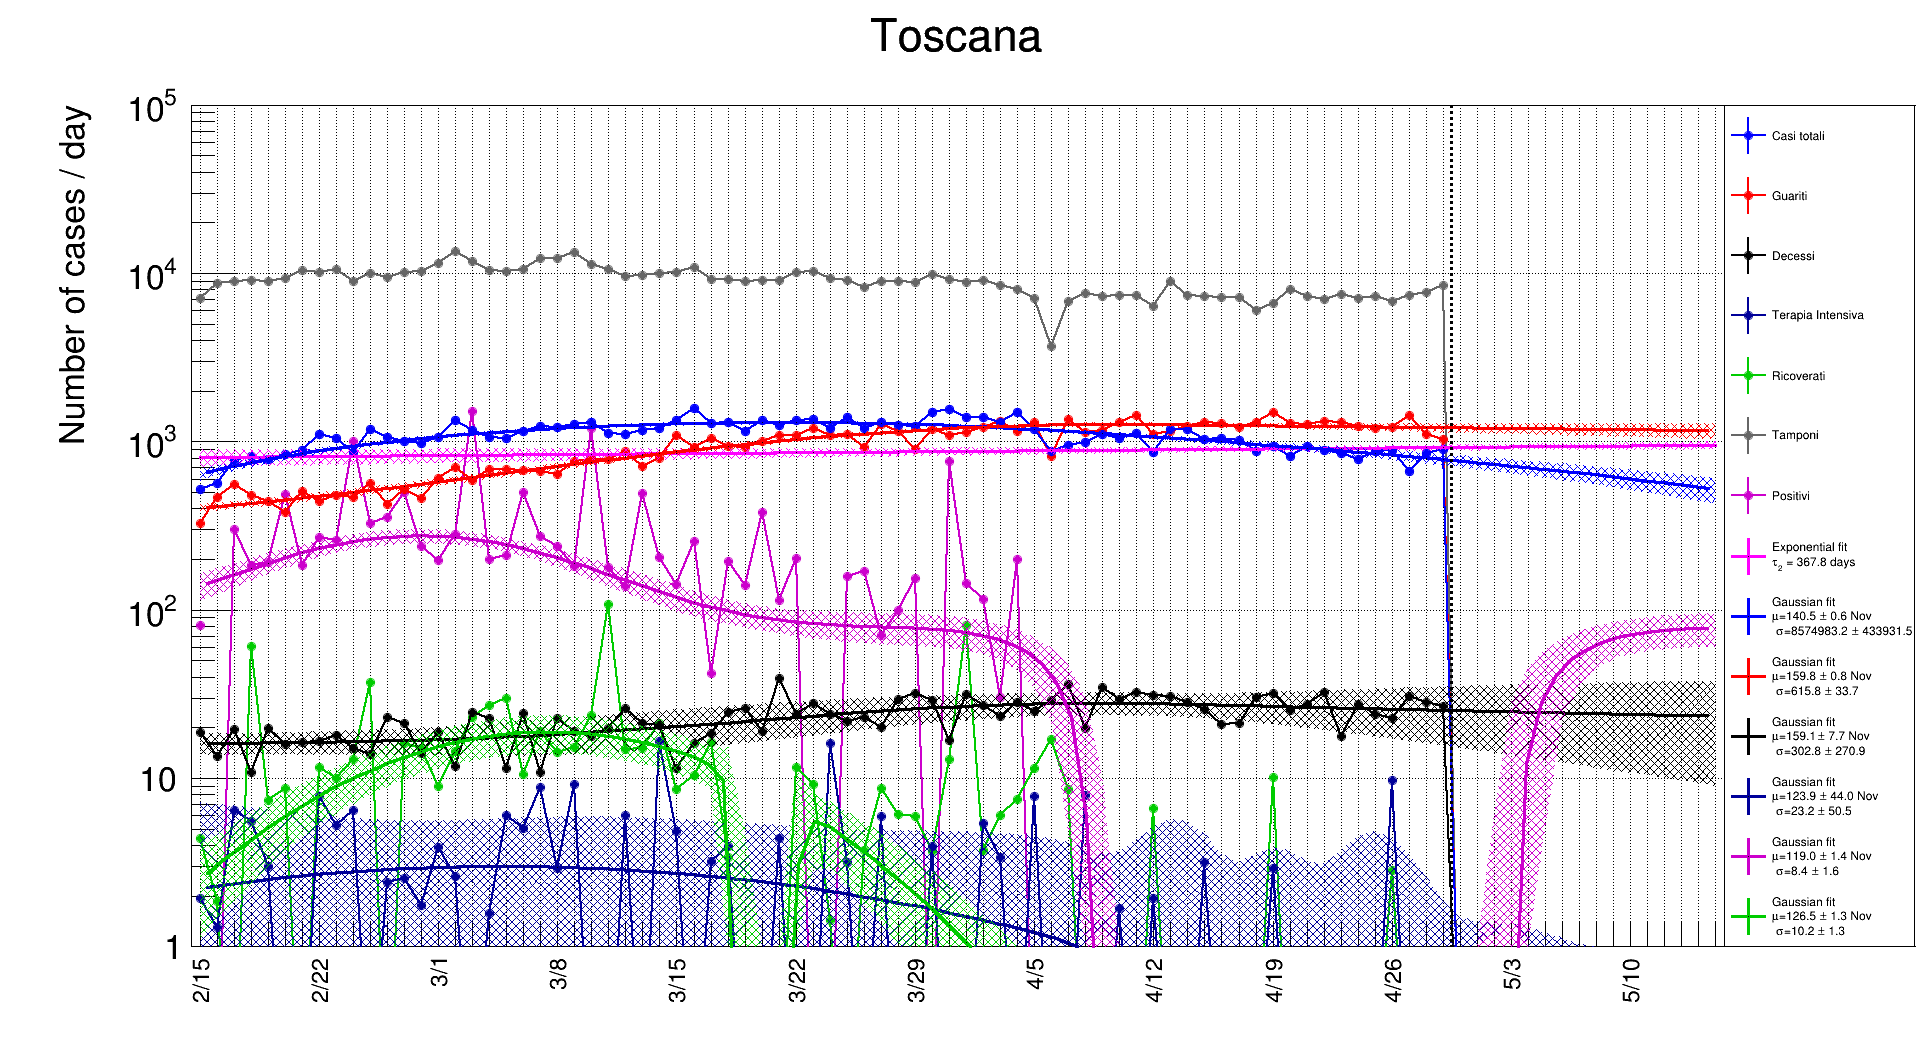 Toscana
Number of cases / day
10^5
10^4
10^3
10^2
10
1
2/15
2/22
3/1
3/8
3/15
3/22
3/29
4/5
4/12
4/19
4/26
5/3
5/10
Casi totali
Guariti
Decessi
Terapia Intensiva
Ricoverati
Tamponi
Positivi
Exponential fit
τ₂ = 367.8 days
Gaussian fit
μ=140.5 ± 0.6 Nov
σ=8574983.2 ± 433931.5
Gaussian fit
μ=159.8 ± 0.8 Nov
σ=615.8 ± 33.7
Gaussian fit
μ=159.1 ± 7.7 Nov
σ=302.8 ± 270.9
Gaussian fit
μ=123.9 ± 44.0 Nov
σ=23.2 ± 50.5
Gaussian fit
μ=119.0 ± 1.4 Nov
σ=8.4 ± 1.6
Gaussian fit
μ=126.5 ± 1.3 Nov
σ=10.2 ± 1.3